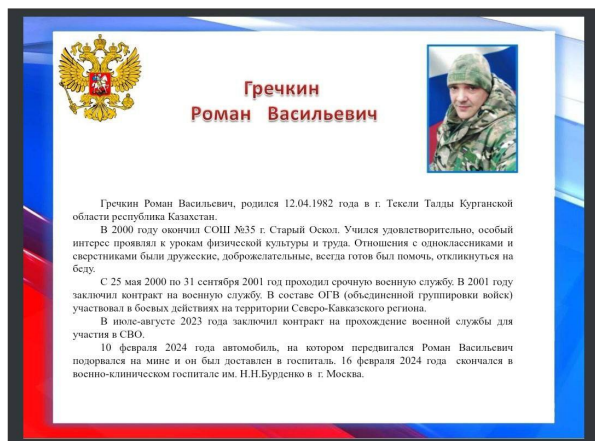 Гречкин
Роман Васильевич
Гречкин Роман Васильевич, родился 12.04.1982 года в г. Текели Талды Курганской
области республика Казахстан.
В 2000 году окончил СОШ №35 г. Старый Оскол. Учился удовлетворительно, особый
интерес проявлял к урокам физической культуры и труда. Отношения с одноклассниками и
сверстниками были дружеские, доброжелательные, всегда готов был помочь, откликнуться на
беду.
С 25 мая 2000 по 31 сентября 2001 год проходил срочную военную службу. В 2001 году
заключил контракт на военную службу. В составе ОГВ (объединенной группировки войск)
участвовал в боевых действиях на территории Северо-Кавказского региона.
В июле-августе 2023 года заключил контракт на прохождение военной службы для
участия в СВО.
10 февраля 2024 года автомобиль, на котором передвигался Роман Васильевич
подорвался на мине и он был доставлен в госпиталь. 16 февраля 2024 года скончался в
военно-клиническом госпитале им. Н.Н.Бурденко в г. Москва.